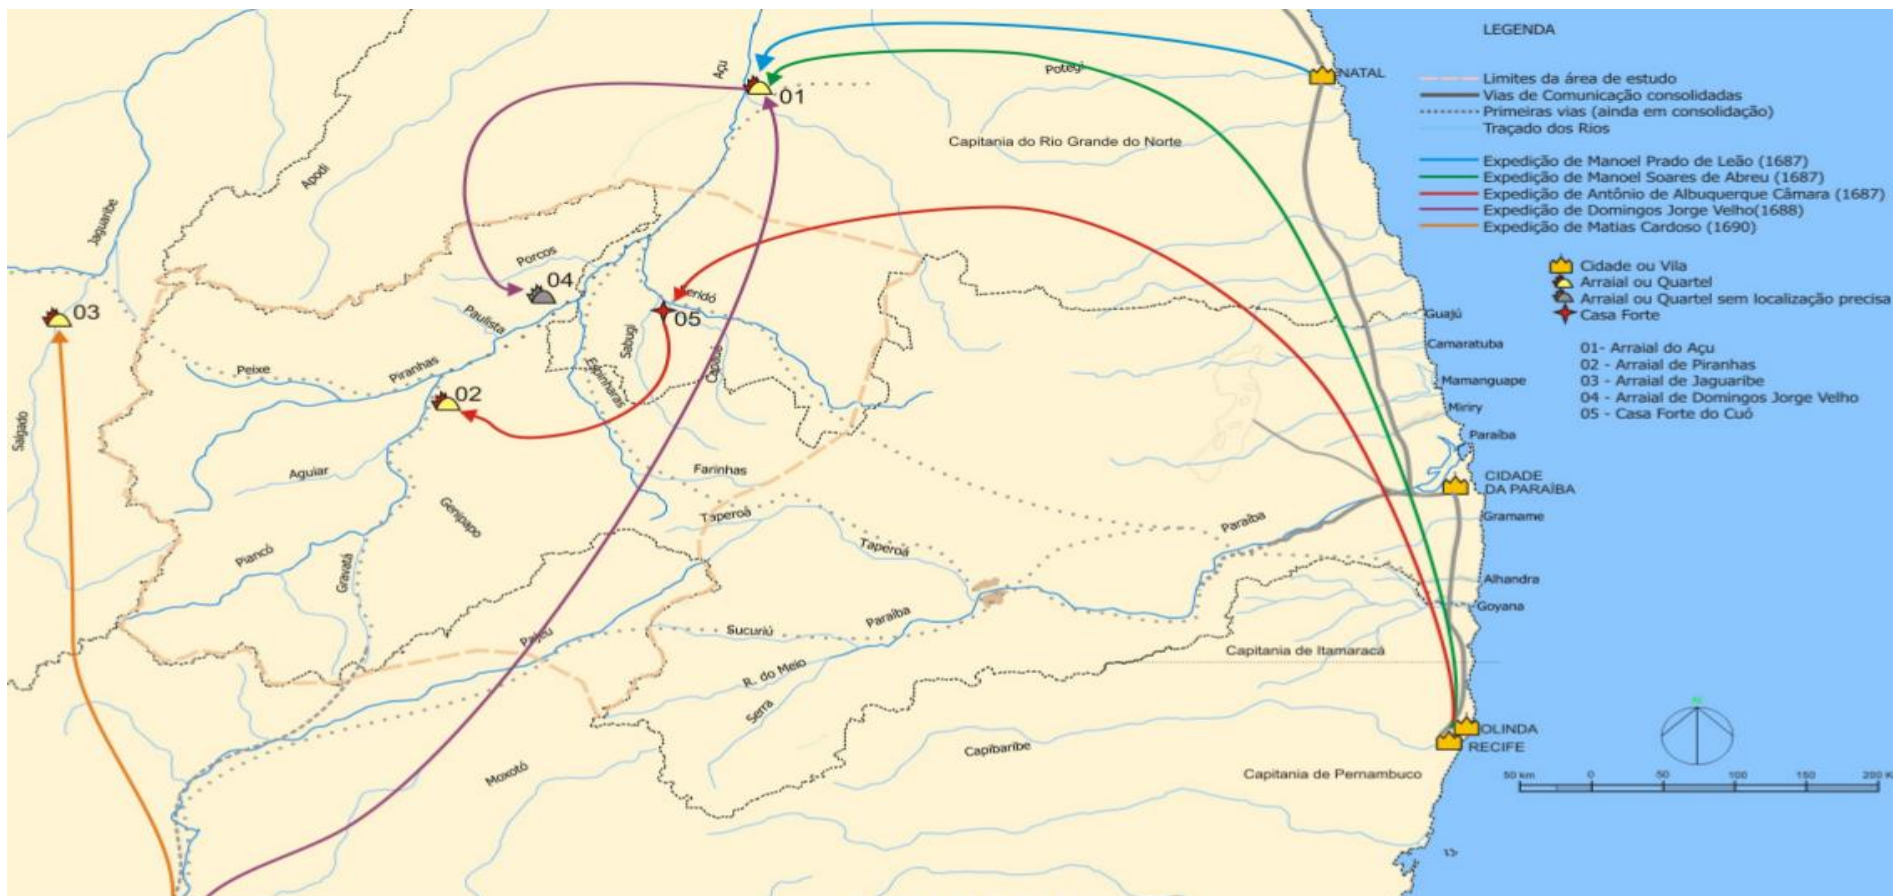 LEGENDA
Limites da área de estudo
Vias de Comunicação consolidadas
Primeiras vias (ainda em consolidação)
Traçado dos Rios
Expedição de Manoel Prado de Leão (1687)
Expedição de Manoel Soares de Abreu (1687)
Expedição de Antônio de Albuquerque Câmara (1687)
Expedição de Domingos Jorge Velho(1688)
Expedição de Matias Cardoso (1690)
Cidade ou Vila
Arraial ou Quartel
Arraial ou Quartel sem localização precisa
Casa Forte
01- Arraial do Açu
02 - Arraial de Piranhas
03 - Arraial de Jaguaribe
04 - Arraial de Domingos Jorge Velho
05 - Casa Forte do Cuó
Açu
01
Potegi
NATAL
Capitania do Rio Grande do Norte
Apodi
Jaguaribe
Porcos
04
03
Paulista
05
Sabugi
Espinharas
Peixe
Piranhas
02
Salgado
Aguiar
Genipapo
Farinhas
Taperoá
Taperoá
Piancó
Gravatá
Pajeú
Sucuriú
Paraíba
Paraíba
R. do Meio
Serra
Moxotó
Capibaribe
Guajú
Camaratuba
Mamanguape
Miriry
Paraíba
CIDADE
DA PARAÍBA
Gramame
Alhandra
Goyana
Capitania de Itamaracá
OLINDA
RECIFE
Capitania de Pernambuco
N
50 km 0 50 100 150 200 K